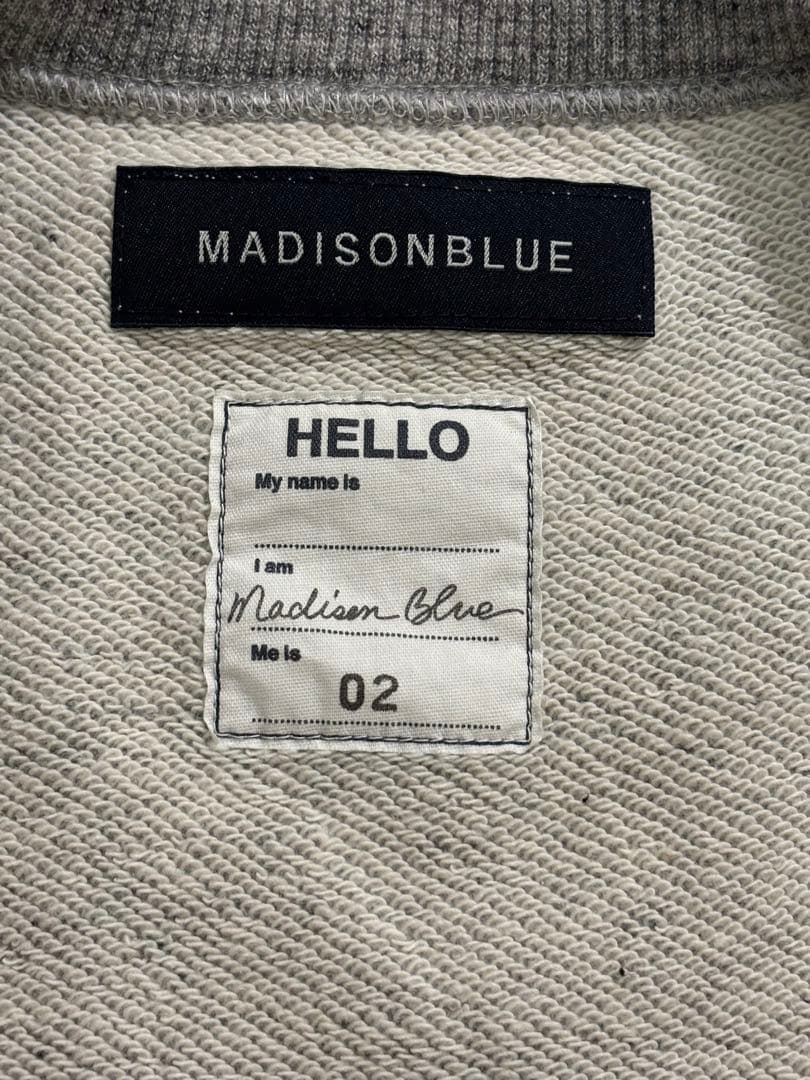 MADISONBLUE
HELLO
My name is
I am
Madison Blue
Me is
02